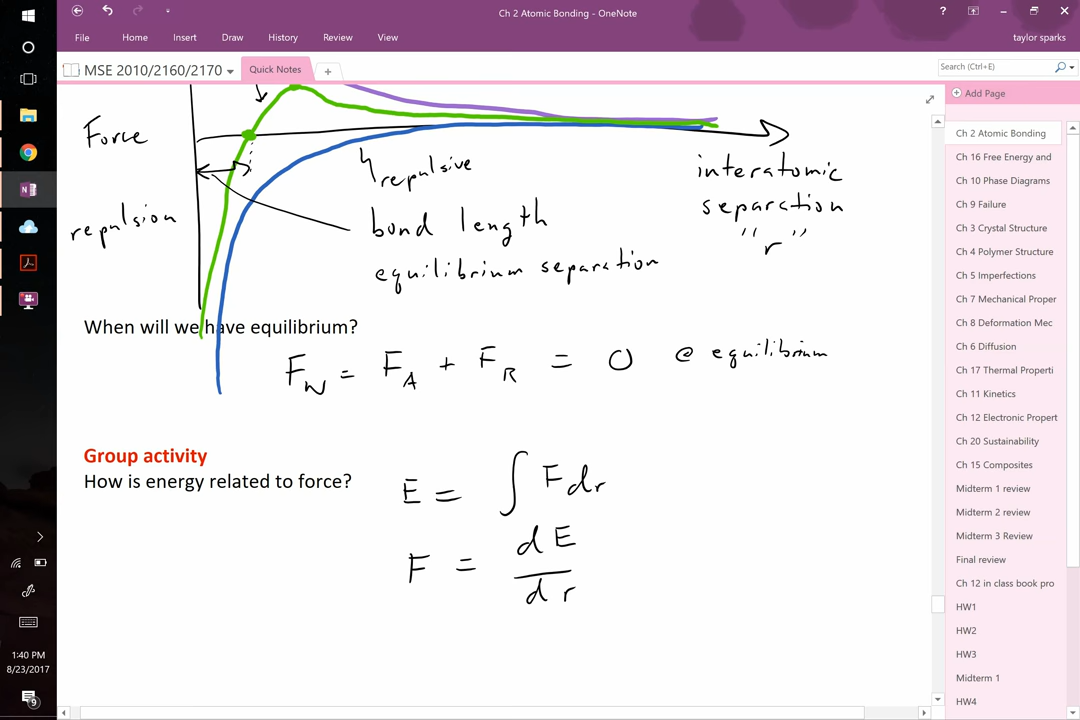 Ch 2 Atomic Bonding - OneNote
?
File Home Insert Draw History Review View
taylor sparks
MSE 2010/2160/2170
Quick Notes
+
Search (Ctrl+E)
Add Page
Ch 2 Atomic Bonding
Ch 16 Free Energy and
Ch 10 Phase Diagrams
Ch 9 Failure
Ch 3 Crystal Structure
Ch 4 Polymer Structure
Ch 5 Imperfections
Ch 7 Mechanical Proper
Ch 8 Deformation Mec
Ch 6 Diffusion
Ch 17 Thermal Properti
Ch 11 Kinetics
Ch 12 Electronic Propert
Ch 20 Sustainability
Ch 15 Composites
Midterm 1 review
Midterm 2 review
Midterm 3 Review
Final review
Ch 12 in class book pro
HW1
HW2
HW3
Midterm 1
HW4
Force
repulsive
interatomic
separation
"r"
repulsion
bond length
equilibrium separation
When will we have equilibrium?
F_N = F_A + F_R = 0 @ equilibrium
Group activity
How is energy related to force?
E = ∫ F dr
F = dE/dr
1:40 PM
8/23/2017
9